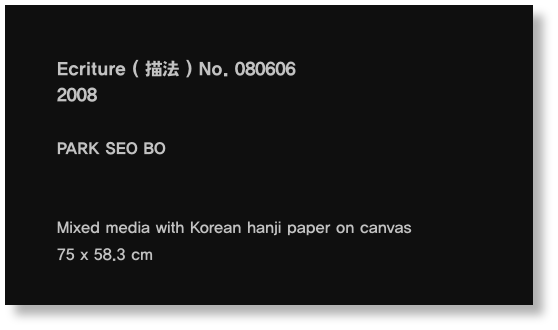 Ecriture ( 描法 ) No. 080606
2008
PARK SEO BO
Mixed media with Korean hanji paper on canvas
75 x 58.3 cm